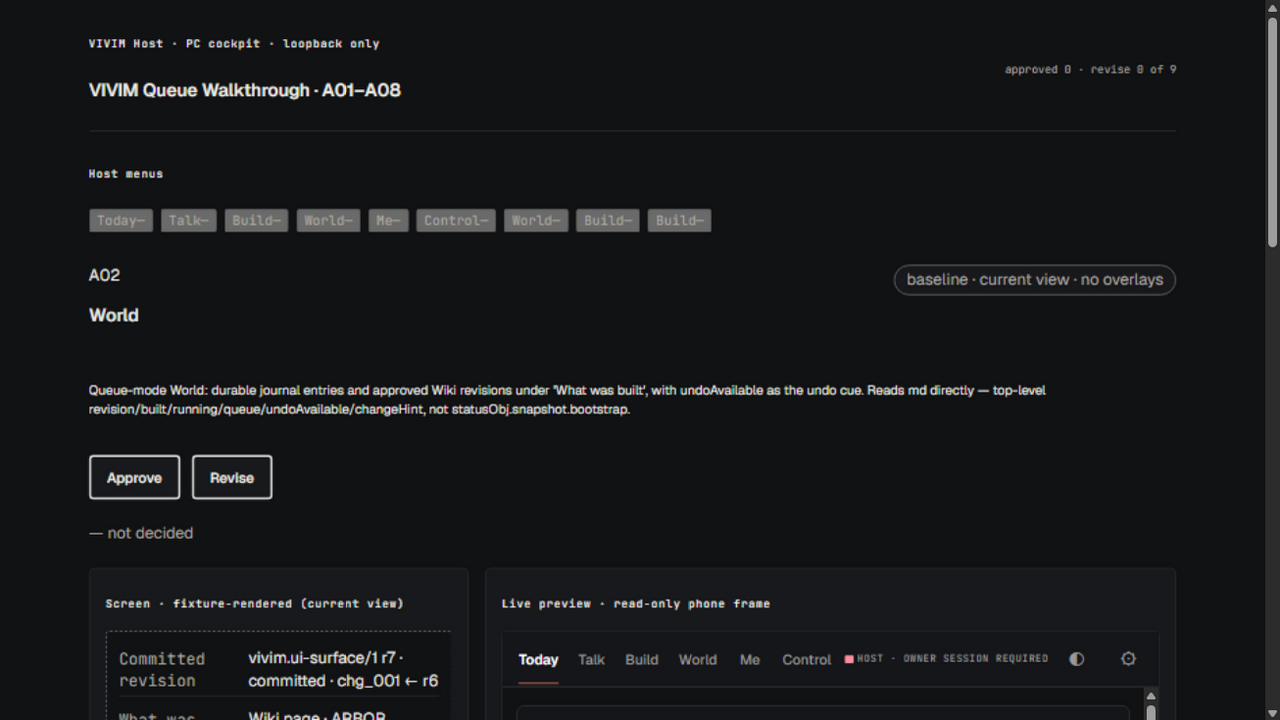 VIVIM Host · PC cockpit · loopback only
approved 0 · revise 0 of 9
VIVIM Queue Walkthrough · A01–A08
Host menus
Today— Talk— Build— World— Me— Control— World— Build— Build—
A02
baseline · current view · no overlays
World
Queue-mode World: durable journal entries and approved Wiki revisions under 'What was built', with undoAvailable as the undo cue. Reads md directly — top-level
revision/built/running/queue/undoAvailable/changeHint, not statusObj.snapshot.bootstrap.
Approve Revise
— not decided
Screen · fixture-rendered (current view)
Committed vivim.ui-surface/1 r7 ·
revision committed · chg_001 ← r6
What was Wiki page · ARBOR
Live preview · read-only phone frame
Today Talk Build World Me Control HOST · OWNER SESSION REQUIRED